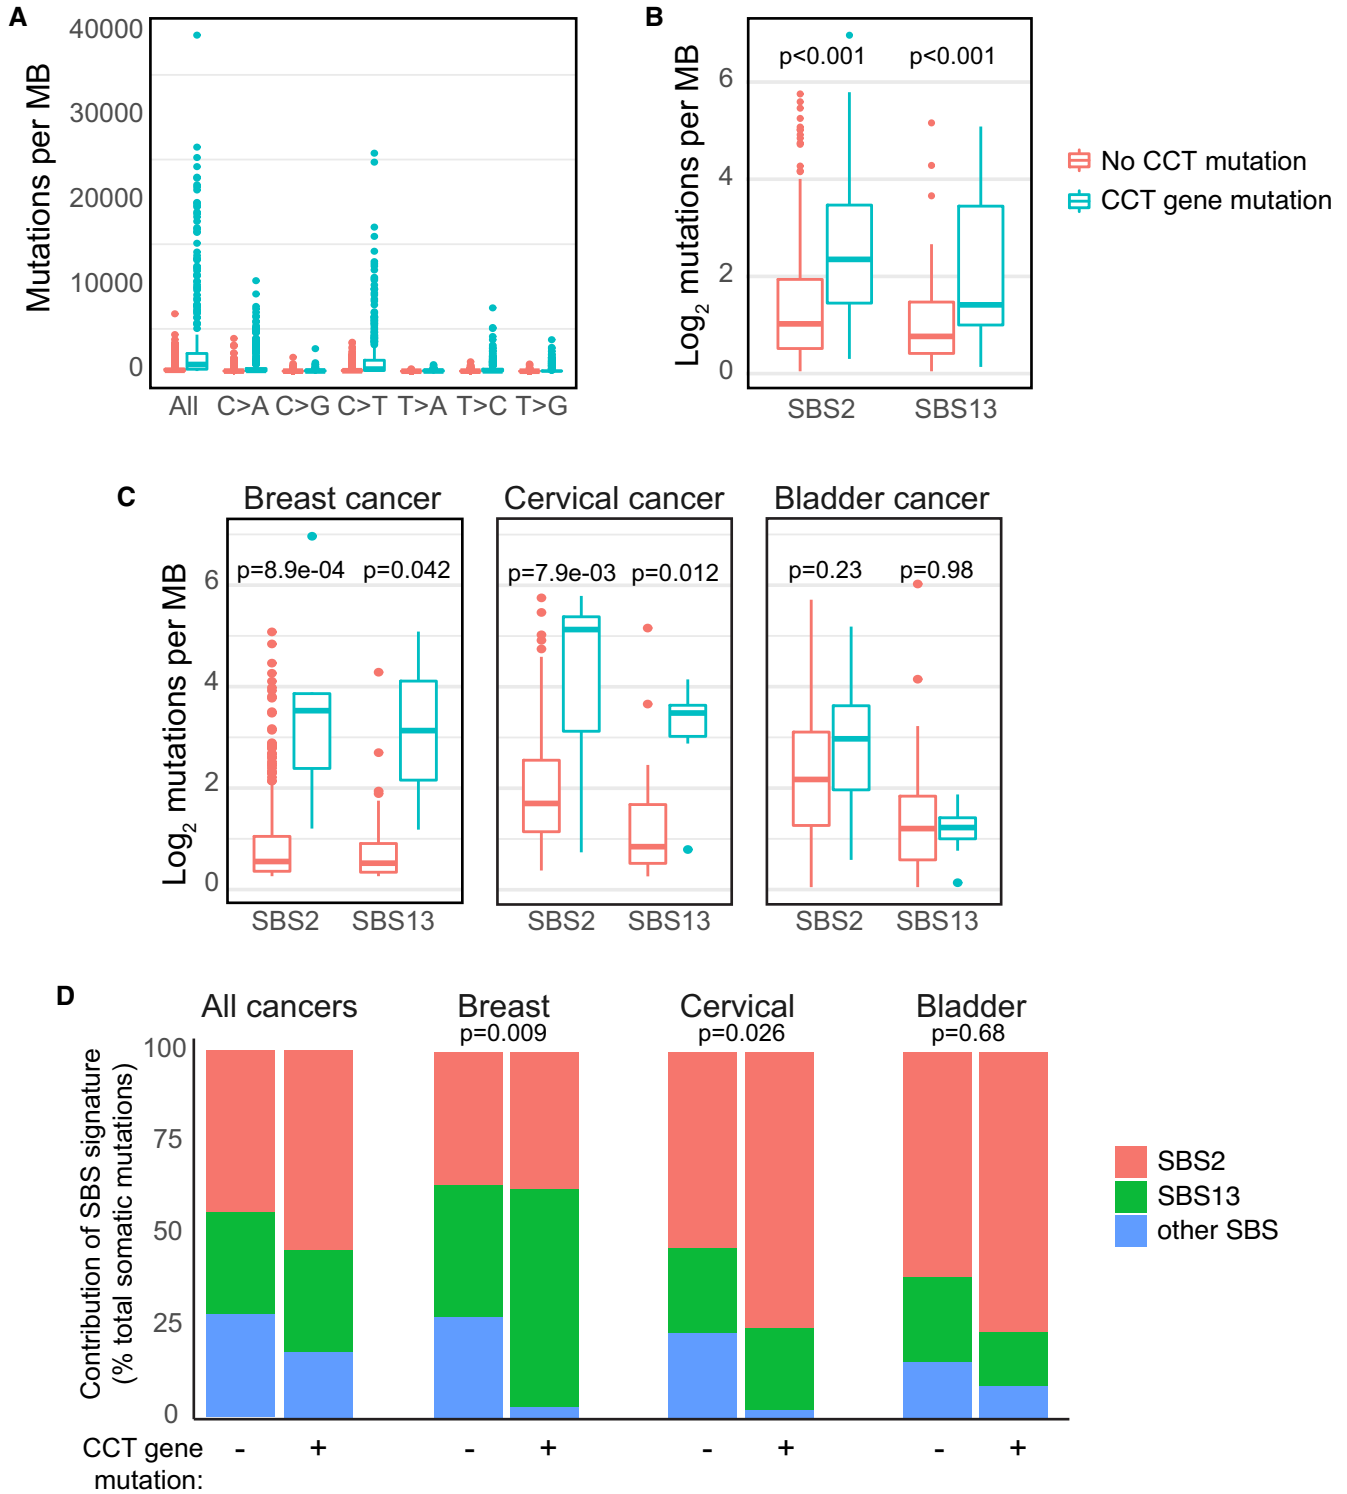 A
Mutations per MB
40000
30000
20000
10000
0
All C>A C>G C>T T>A T>C T>G
B
Log2 mutations per MB
6
4
2
0
p<0.001 p<0.001
SBS2 SBS13
No CCT mutation
CCT gene mutation
C
Breast cancer Cervical cancer Bladder cancer
Log2 mutations per MB
6
4
2
0
p=8.9e-04 p=0.042 p=7.9e-03 p=0.012 p=0.23 p=0.98
SBS2 SBS13 SBS2 SBS13 SBS2 SBS13
D
All cancers Breast Cervical Bladder
p=0.009 p=0.026 p=0.68
Contribution of SBS signature
(% total somatic mutations)
100
75
50
25
0
SBS2
SBS13
other SBS
CCT gene - + - + - + - +
mutation: